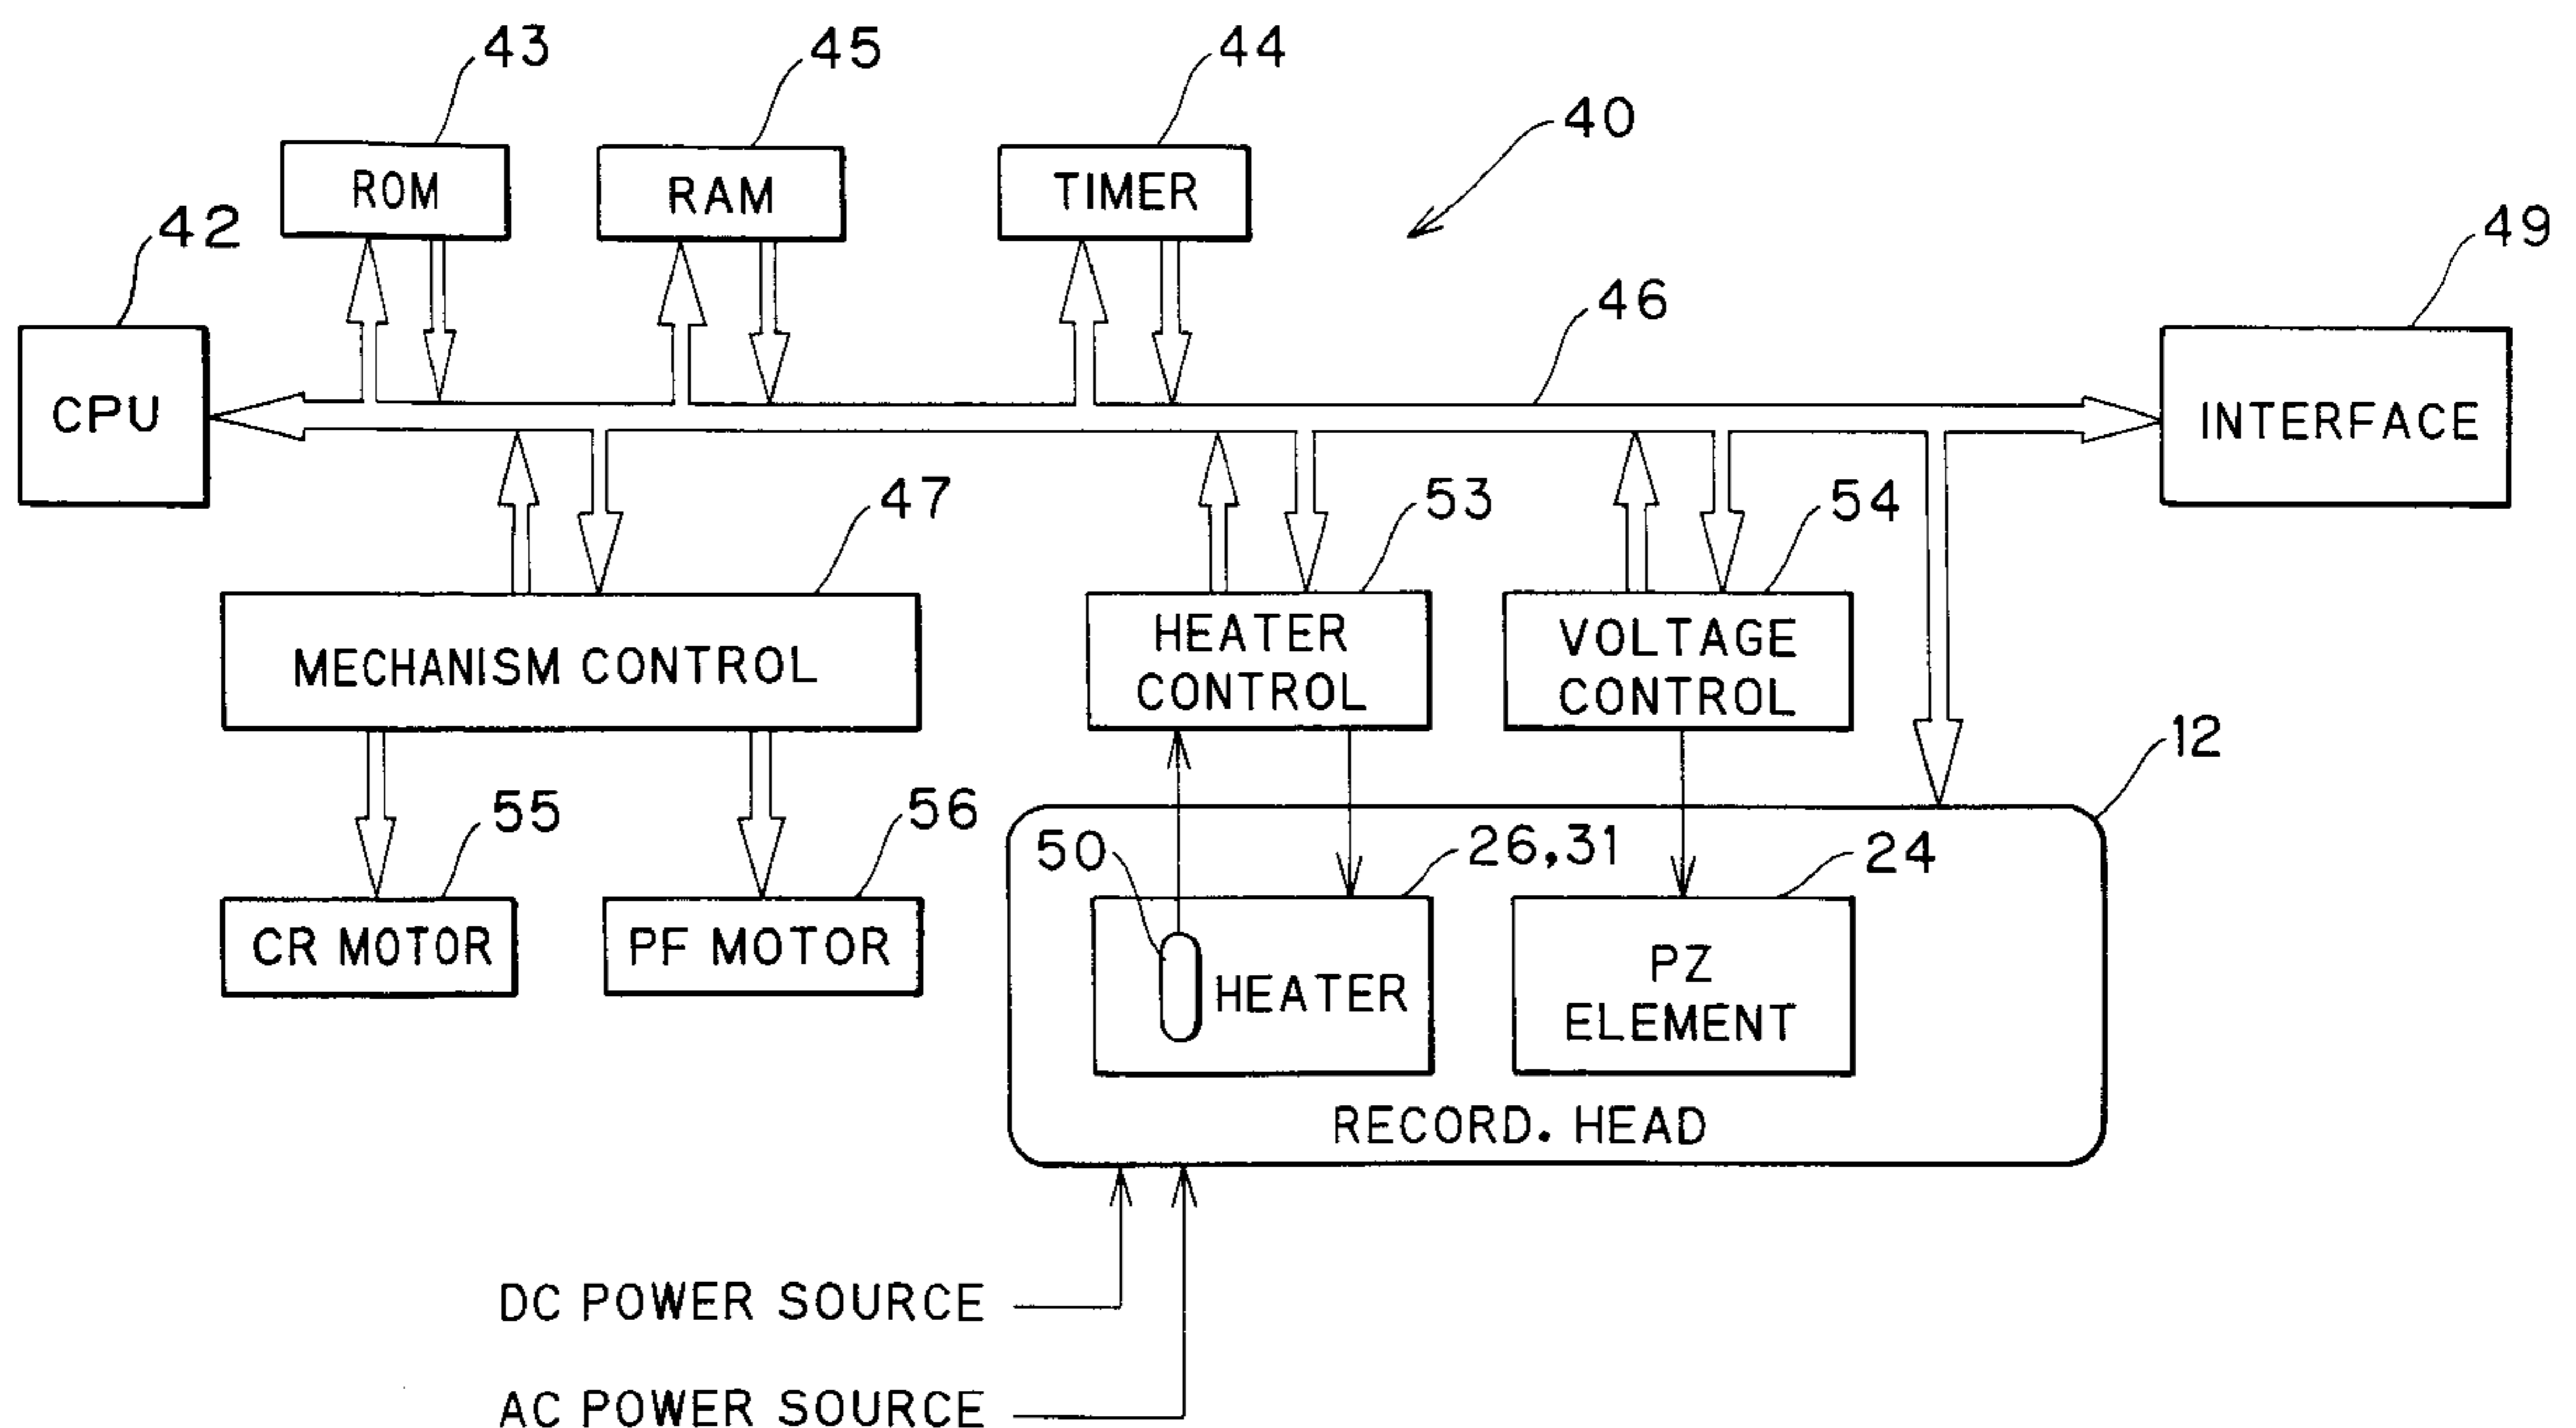 43
45
44
40
ROM
RAM
TIMER
42
49
46
CPU
INTERFACE
47
53
54
MECHANISM CONTROL
HEATER
CONTROL
VOLTAGE
CONTROL
12
55
56
50
26,31
24
CR MOTOR
PF MOTOR
HEATER
PZ
ELEMENT
RECORD. HEAD
DC POWER SOURCE
AC POWER SOURCE